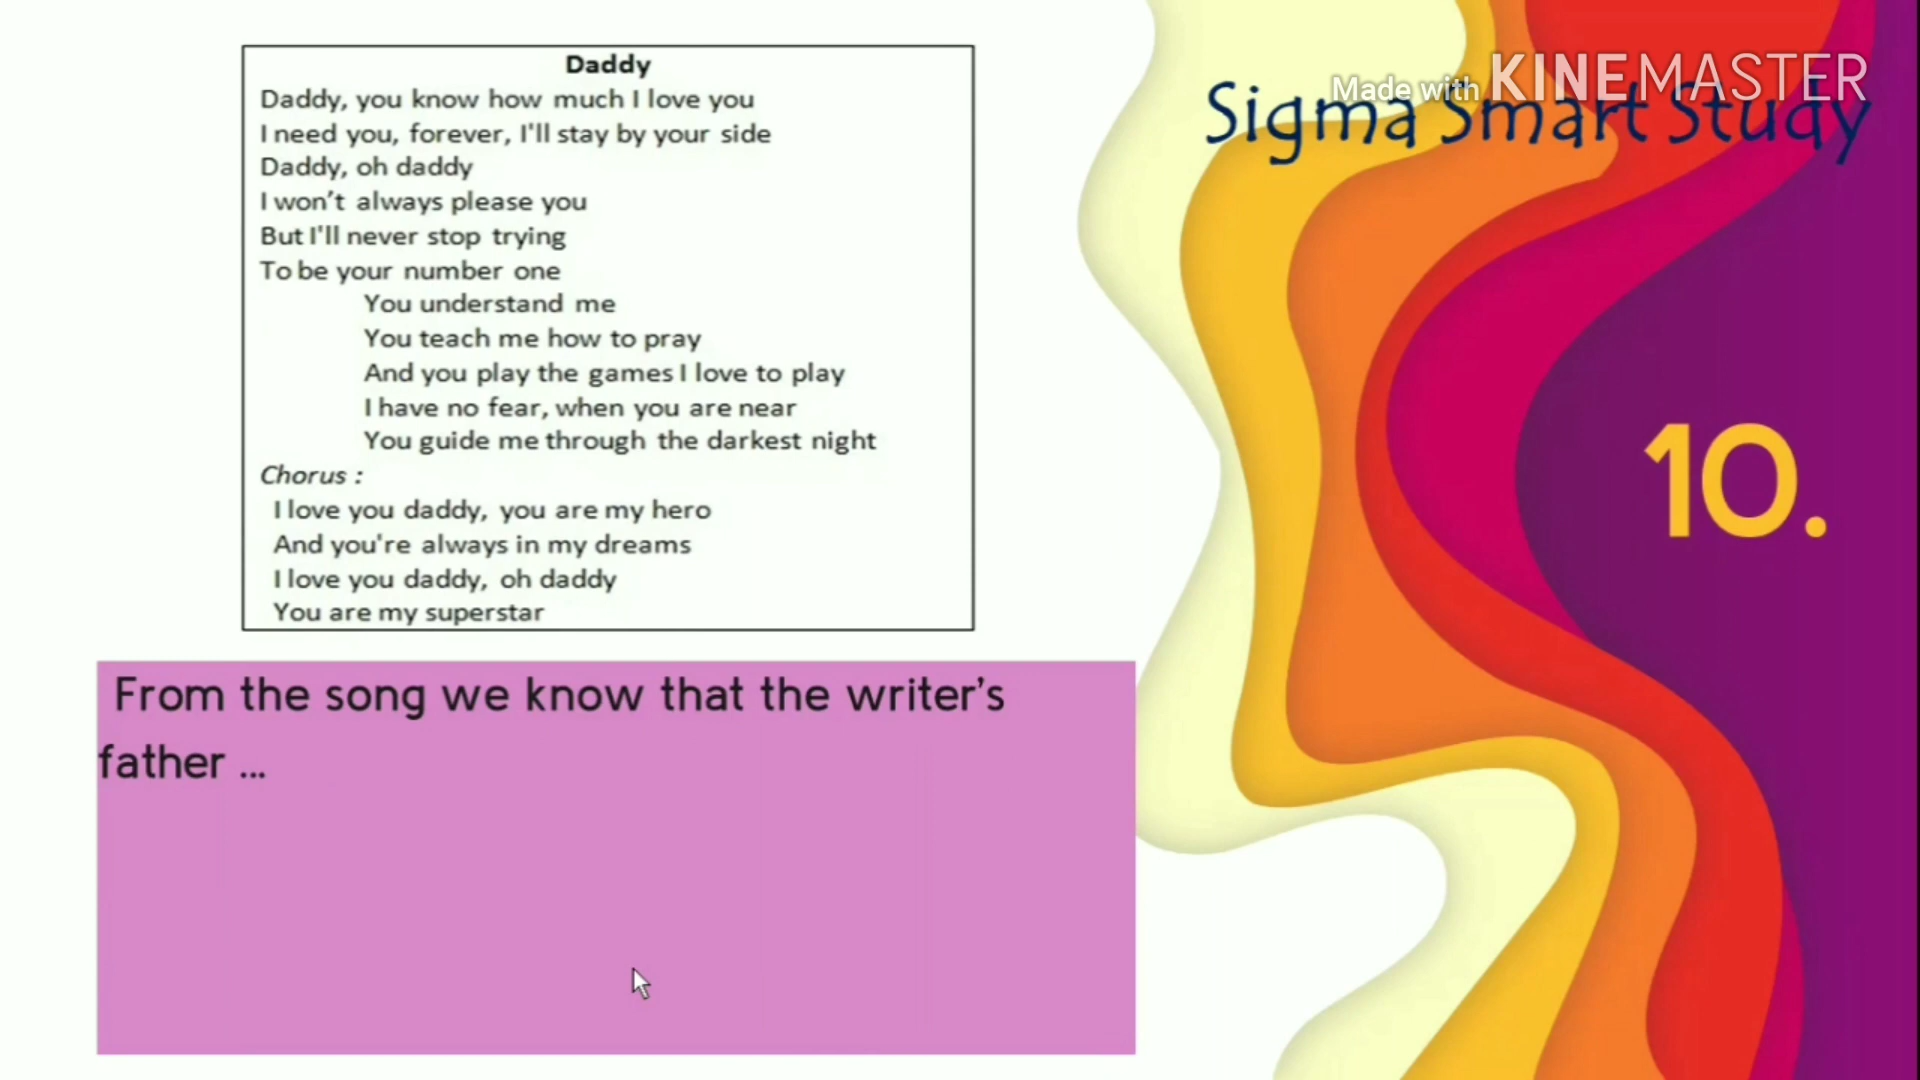 Daddy
Daddy, you know how much I love you
I need you, forever, I'll stay by your side
Daddy, oh daddy
I won’t always please you
But I'll never stop trying
To be your number one
You understand me
You teach me how to pray
And you play the games I love to play
I have no fear, when you are near
You guide me through the darkest night
Chorus :
I love you daddy, you are my hero
And you're always in my dreams
I love you daddy, oh daddy
You are my superstar
From the song we know that the writer’s
father ...
Made with KINEMASTER
Sigma Smart Study
10.